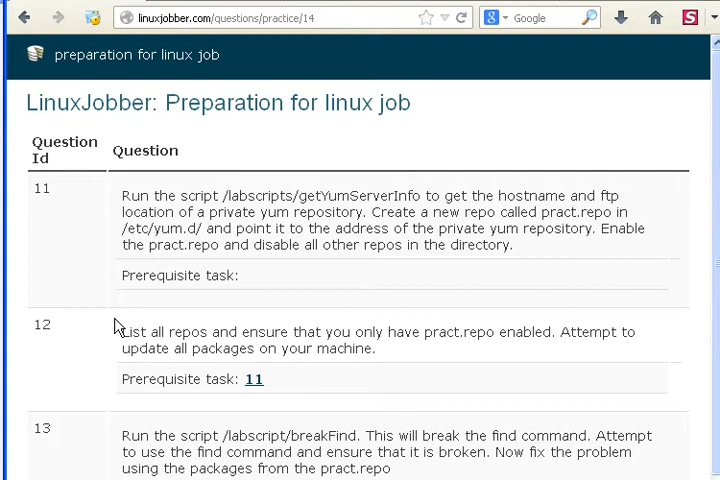 linuxjobber.com/questions/practice/14
Google
S
preparation for linux job
LinuxJobber: Preparation for linux job
Question Id
Question
11
Run the script /labscripts/getYumServerInfo to get the hostname and ftp
location of a private yum repository. Create a new repo called pract.repo in
/etc/yum.d/ and point it to the address of the private yum repository. Enable
the pract.repo and disable all other repos in the directory.
Prerequisite task:
12
List all repos and ensure that you only have pract.repo enabled. Attempt to
update all packages on your machine.
Prerequisite task: 11
13
Run the script /labscript/breakFind. This will break the find command. Attempt
to use the find command and ensure that it is broken. Now fix the problem
using the packages from the pract.repo